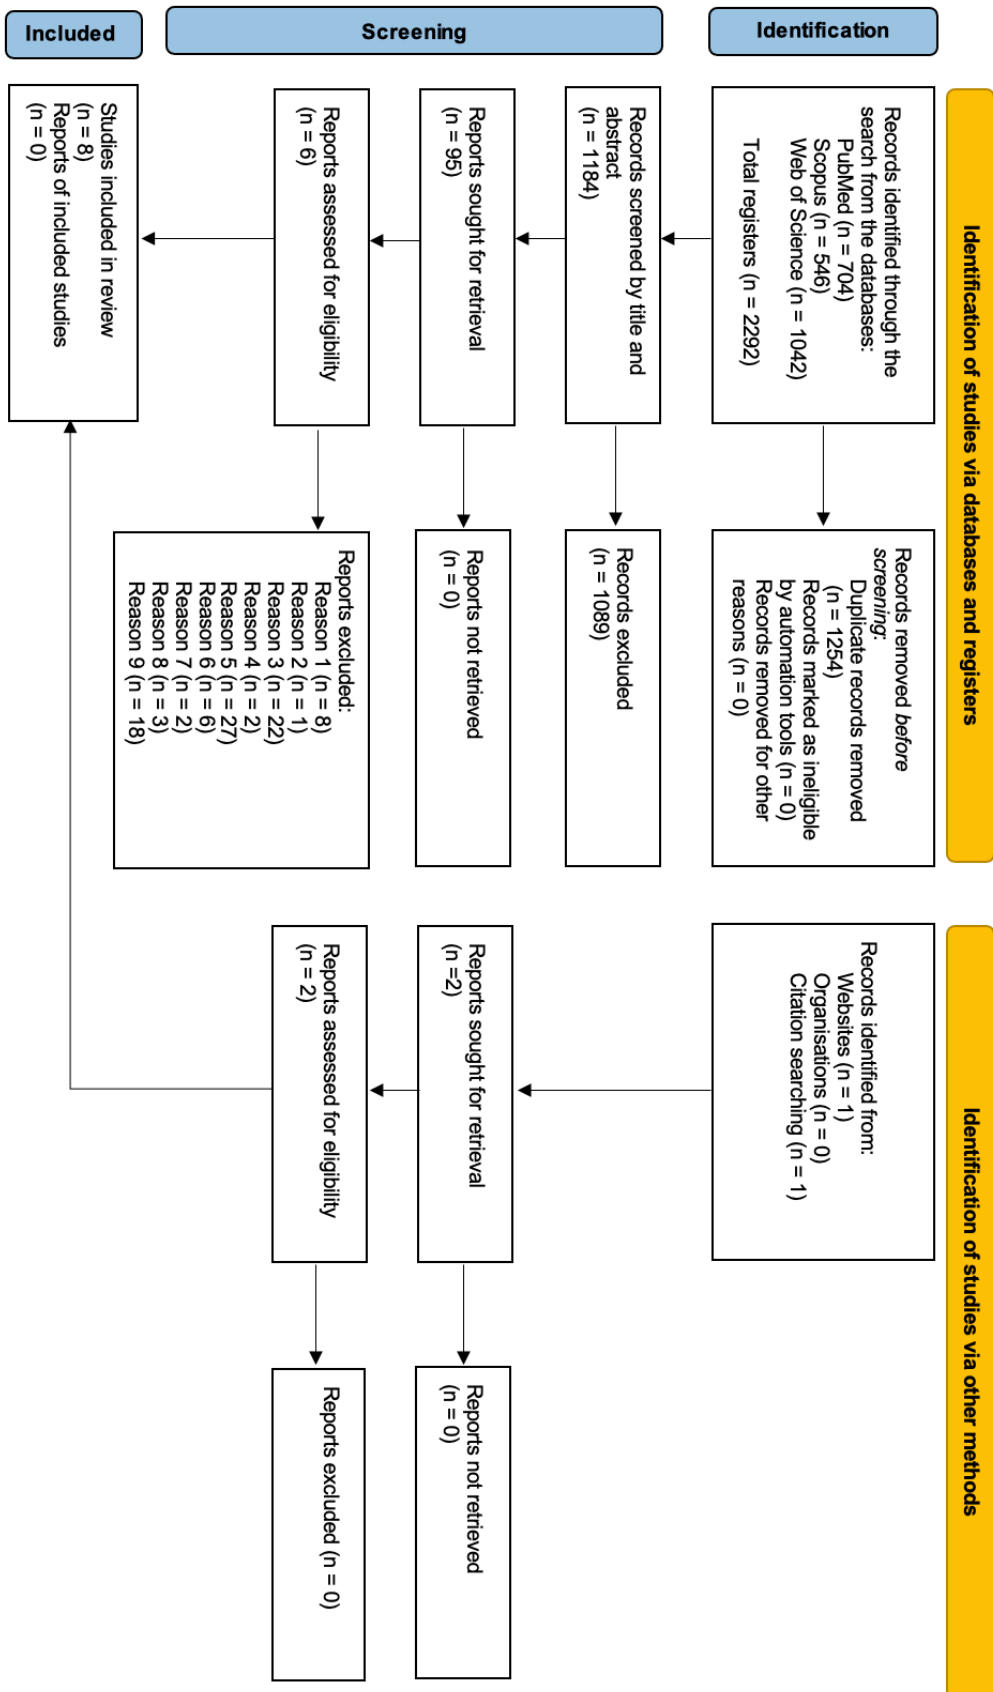 Identification of studies via databases and registers
Identification of studies via other methods
Identification
Records identified through the
search from the databases:
PubMed (n = 704)
Scopus (n = 546)
Web of Science (n = 1042)
Total registers (n = 2292)
Records removed before
screening:
Duplicate records removed
(n = 1254)
Records marked as ineligible
by automation tools (n = 0)
Records removed for other
reasons (n = 0)
Records identified from:
Websites (n = 1)
Organisations (n = 0)
Citation searching (n = 1)
Screening
Records screened by title and
abstract
(n = 1184)
Records excluded
(n = 1089)
Reports sought for retrieval
(n = 95)
Reports not retrieved
(n = 0)
Reports sought for retrieval
(n =2)
Reports not retrieved
(n = 0)
Reports assessed for eligibility
(n = 6)
Reports excluded:
Reason 1 (n = 8)
Reason 2 (n = 1)
Reason 3 (n = 22)
Reason 4 (n = 2)
Reason 5 (n = 27)
Reason 6 (n = 6)
Reason 7 (n = 2)
Reason 8 (n = 3)
Reason 9 (n = 18)
Reports assessed for eligibility
(n = 2)
Reports excluded (n = 0)
Included
Studies included in review
(n = 8)
Reports of included studies
(n = 0)